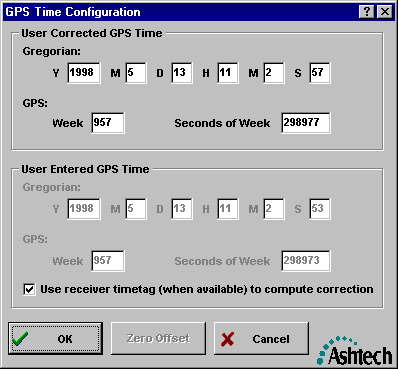 GPS Time Configuration
User Corrected GPS Time
Gregorian:
Y 1998 M 5 D 13 H 11 M 2 S 57
GPS:
Week 957 Seconds of Week 298977
User Entered GPS Time
Gregorian:
Y 1998 M 5 D 13 H 11 M 2 S 53
GPS:
Week 957 Seconds of Week 298973
Use receiver timetag (when available) to compute correction
OK Zero Offset Cancel
Ashtech